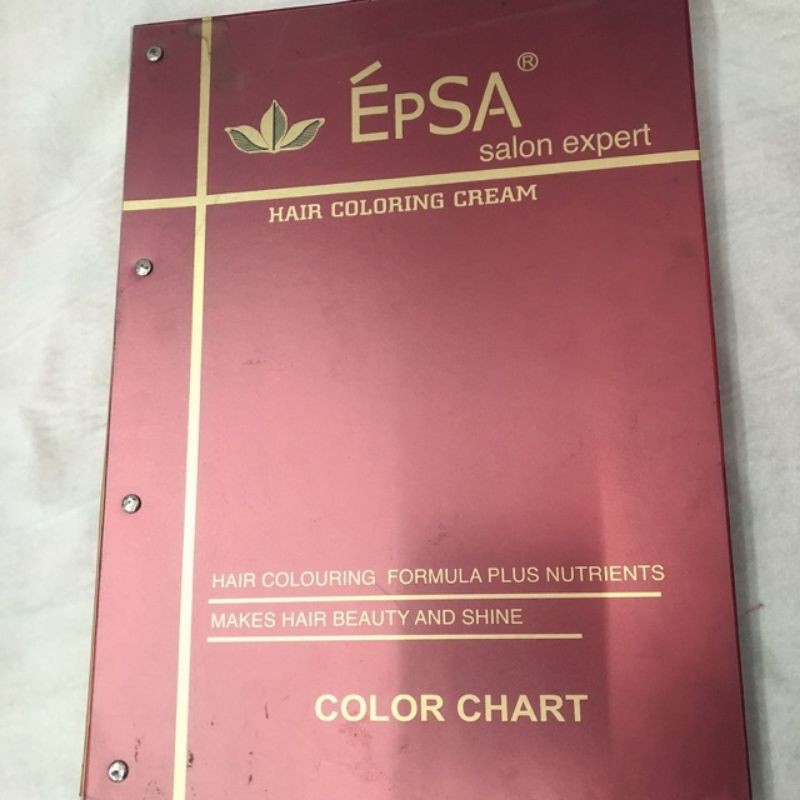 ÉPSA®
salon expert
HAIR COLORING CREAM
HAIR COLOURING FORMULA PLUS NUTRIENTS
MAKES HAIR BEAUTY AND SHINE
COLOR CHART